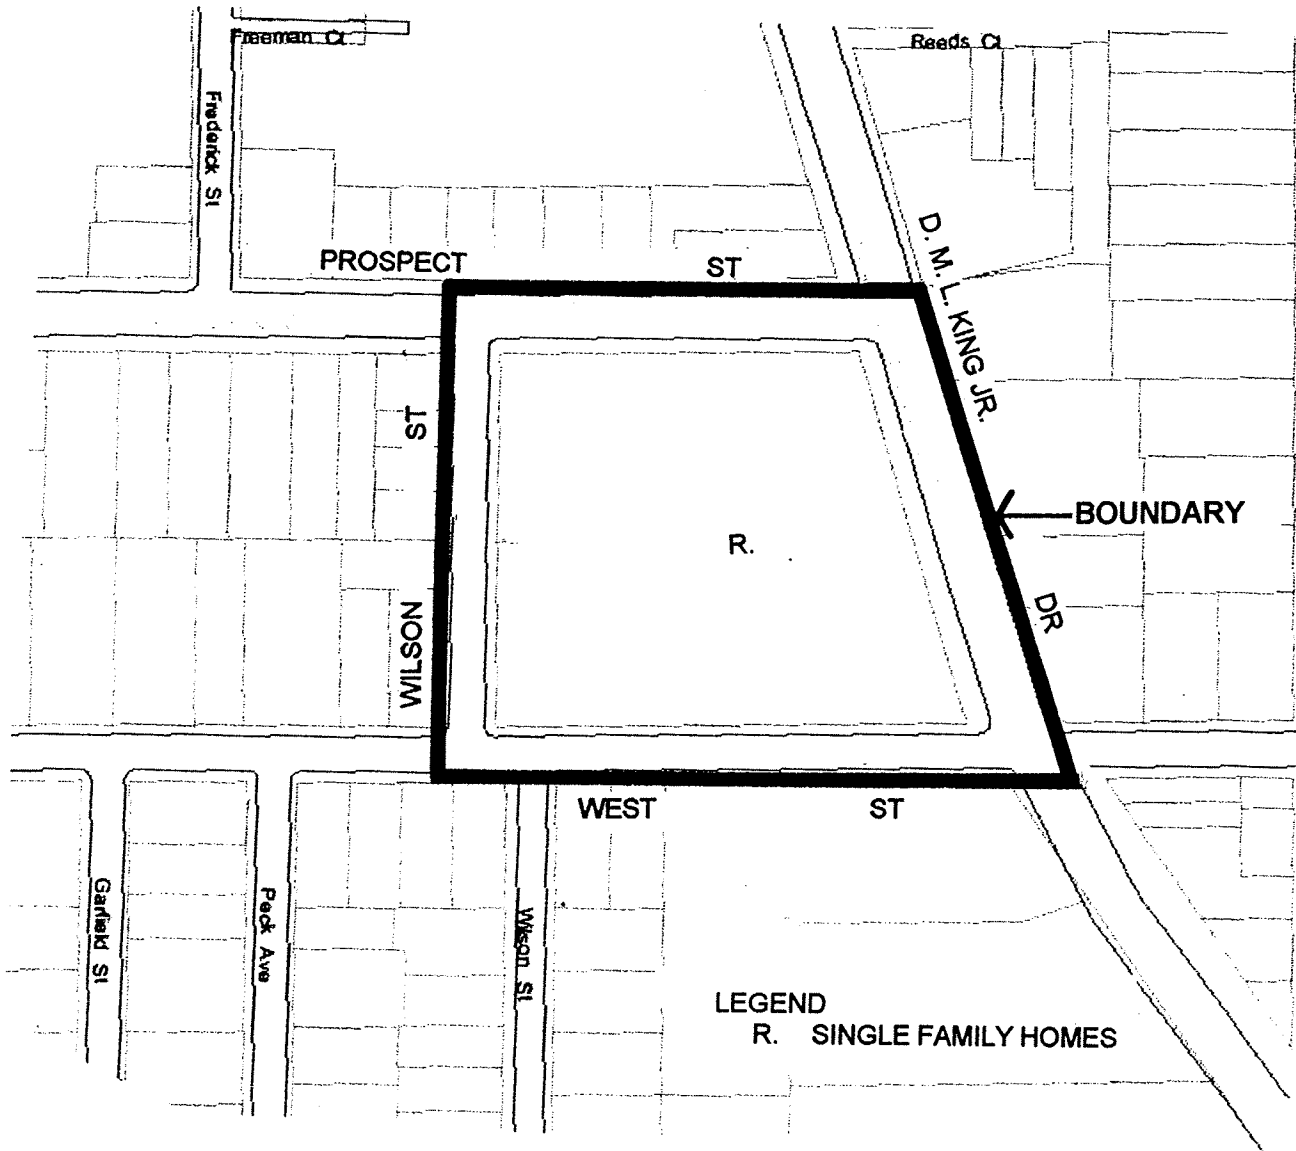 Freeman Ct
Reeds Ct
Frederick St
PROSPECT ST
D. M. L. KING JR. DR
WILSON ST
R.
BOUNDARY
WEST ST
Garfield St
Peck Ave
Wilson St
LEGEND
R. SINGLE FAMILY HOMES